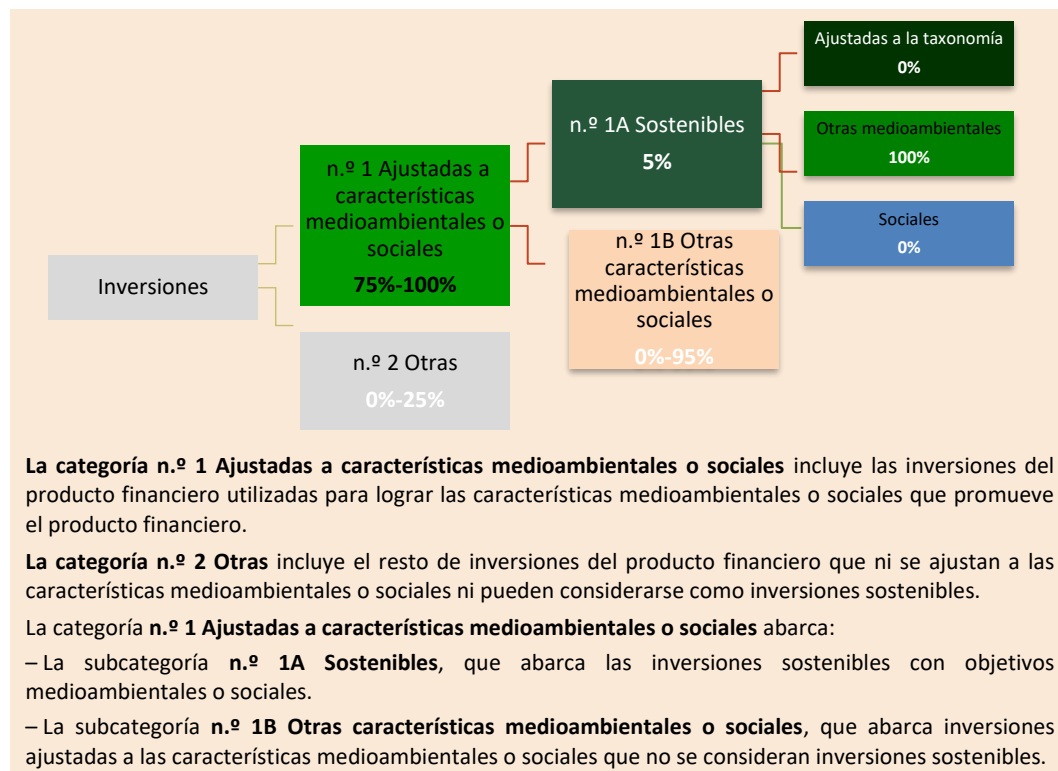 Inversiones
n.º 1 Ajustadas a
características
medioambientales o
sociales
75%-100%
n.º 2 Otras
0%-25%
n.º 1A Sostenibles
5%
n.º 1B Otras
características
medioambientales o
sociales
0%-95%
Ajustadas a la taxonomía
0%
Otras medioambientales
100%
Sociales
0%
La categoría n.º 1 Ajustadas a características medioambientales o sociales incluye las inversiones del
producto financiero utilizadas para lograr las características medioambientales o sociales que promueve
el producto financiero.
La categoría n.º 2 Otras incluye el resto de inversiones del producto financiero que ni se ajustan a las
características medioambientales o sociales ni pueden considerarse como inversiones sostenibles.
La categoría n.º 1 Ajustadas a características medioambientales o sociales abarca:
– La subcategoría n.º 1A Sostenibles, que abarca las inversiones sostenibles con objetivos
medioambientales o sociales.
– La subcategoría n.º 1B Otras características medioambientales o sociales, que abarca inversiones
ajustadas a las características medioambientales o sociales que no se consideran inversiones sostenibles.